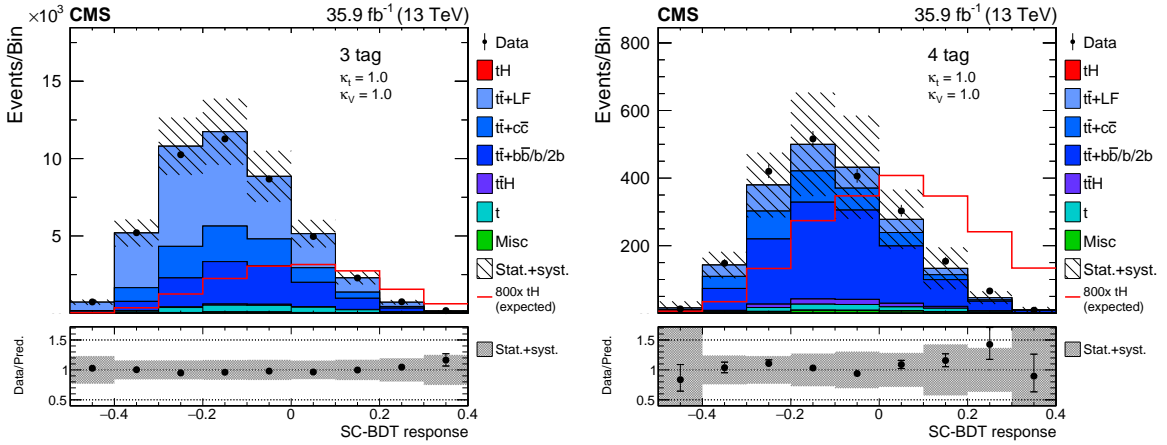 ×10³ CMS 35.9 fb⁻¹ (13 TeV)
Events/Bin
15
10
5
3 tag
κt = 1.0
κV = 1.0
Data
tH
tt̄+LF
tt̄+cc̄
tt̄+bb̄/b/2b
tt̄H
t
Misc
Stat.+syst.
800x tH
(expected)
Data/Pred.
1.5
1
0.5
Stat.+syst.
−0.4 −0.2 0 0.2 0.4
SC-BDT response
CMS 35.9 fb⁻¹ (13 TeV)
Events/Bin
800
600
400
200
4 tag
κt = 1.0
κV = 1.0
Data
tH
tt̄+LF
tt̄+cc̄
tt̄+bb̄/b/2b
tt̄H
t
Misc
Stat.+syst.
800x tH
(expected)
Data/Pred.
1.5
1
0.5
Stat.+syst.
−0.4 −0.2 0 0.2 0.4
SC-BDT response